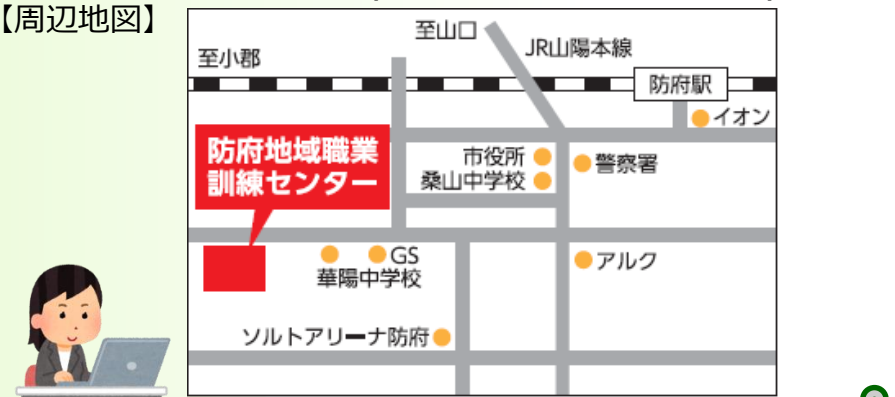 【周辺地図】
至山口
JR山陽本線
至小郡
防府駅
イオン
防府地域職業
訓練センター
市役所
警察署
桑山中学校
GS
華陽中学校
アルク
ソルトアリーナ防府